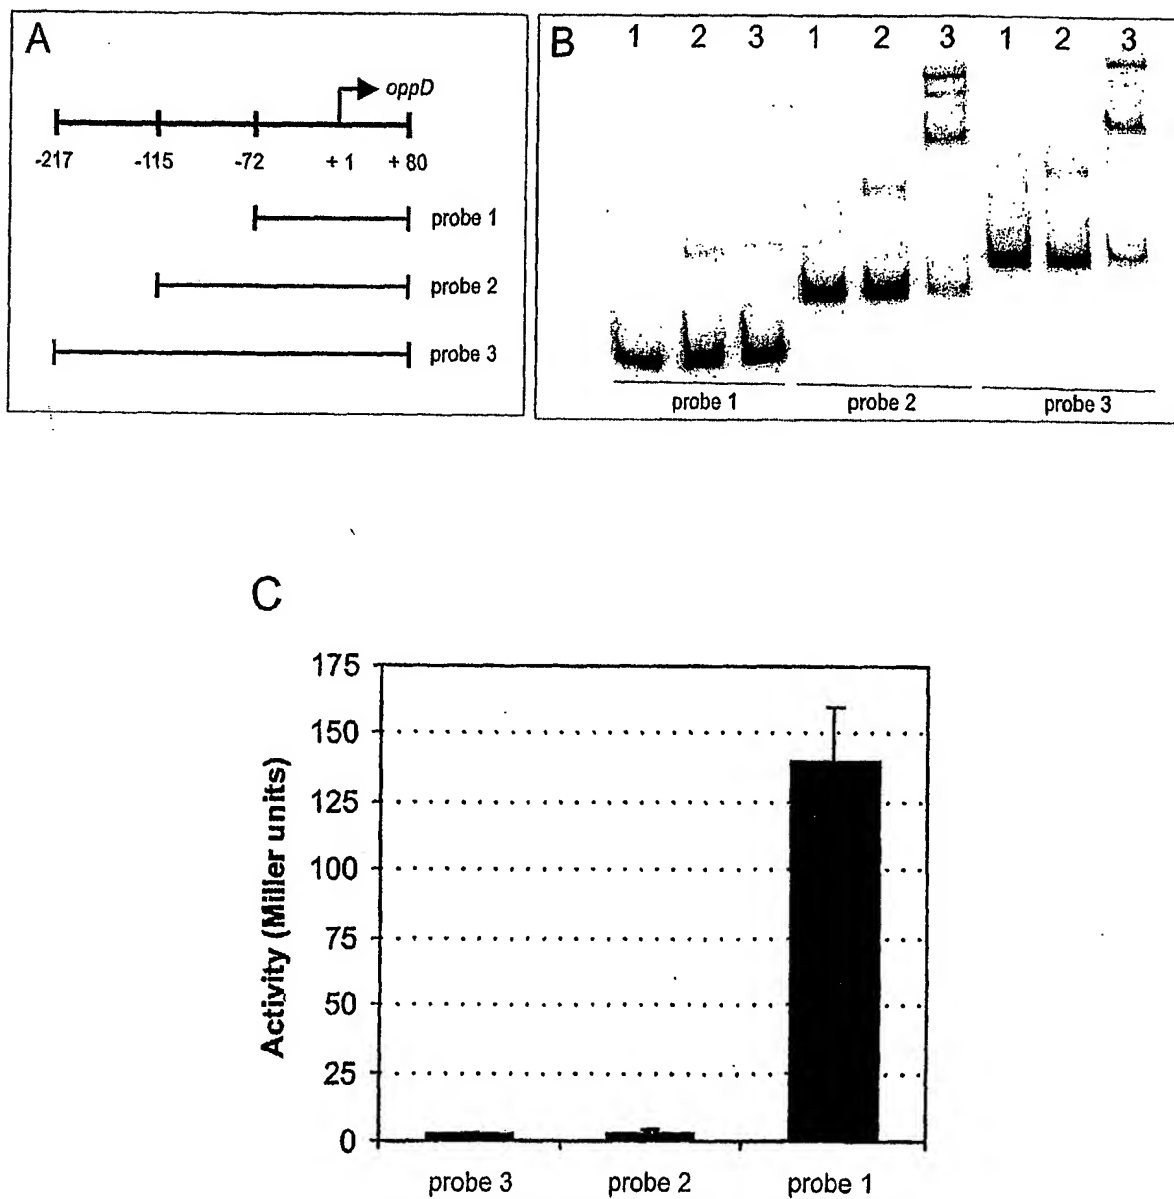 A
oppD
-217 -115 -72 + 1 + 80
probe 1
probe 2
probe 3
B
1 2 3 1 2 3 1 2 3
probe 1 probe 2 probe 3
C
Activity (Miller units)
175
150
125
100
75
50
25
0
probe 3 probe 2 probe 1